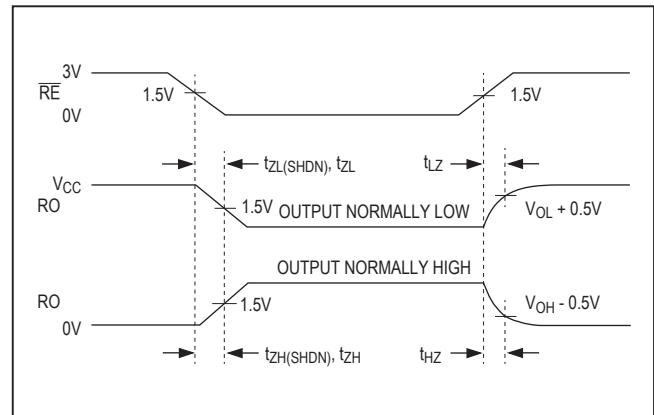 3V
RE
1.5V
1.5V
0V
tZL(SHDN), tZL
tLZ
VCC
RO
1.5V
OUTPUT NORMALLY LOW
VOL + 0.5V
OUTPUT NORMALLY HIGH
RO
1.5V
VOH - 0.5V
0V
tZH(SHDN), tZH
tHZ